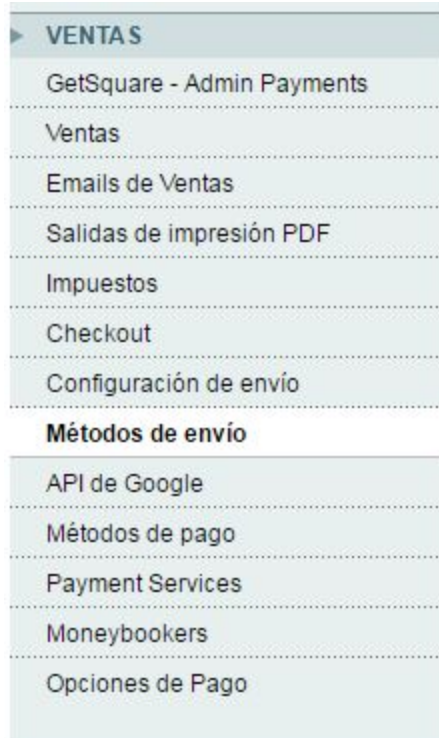 VENTAS
GetSquare - Admin Payments
Ventas
Emails de Ventas
Salidas de impresión PDF
Impuestos
Checkout
Configuración de envío
Métodos de envío
API de Google
Métodos de pago
Payment Services
Moneybookers
Opciones de Pago